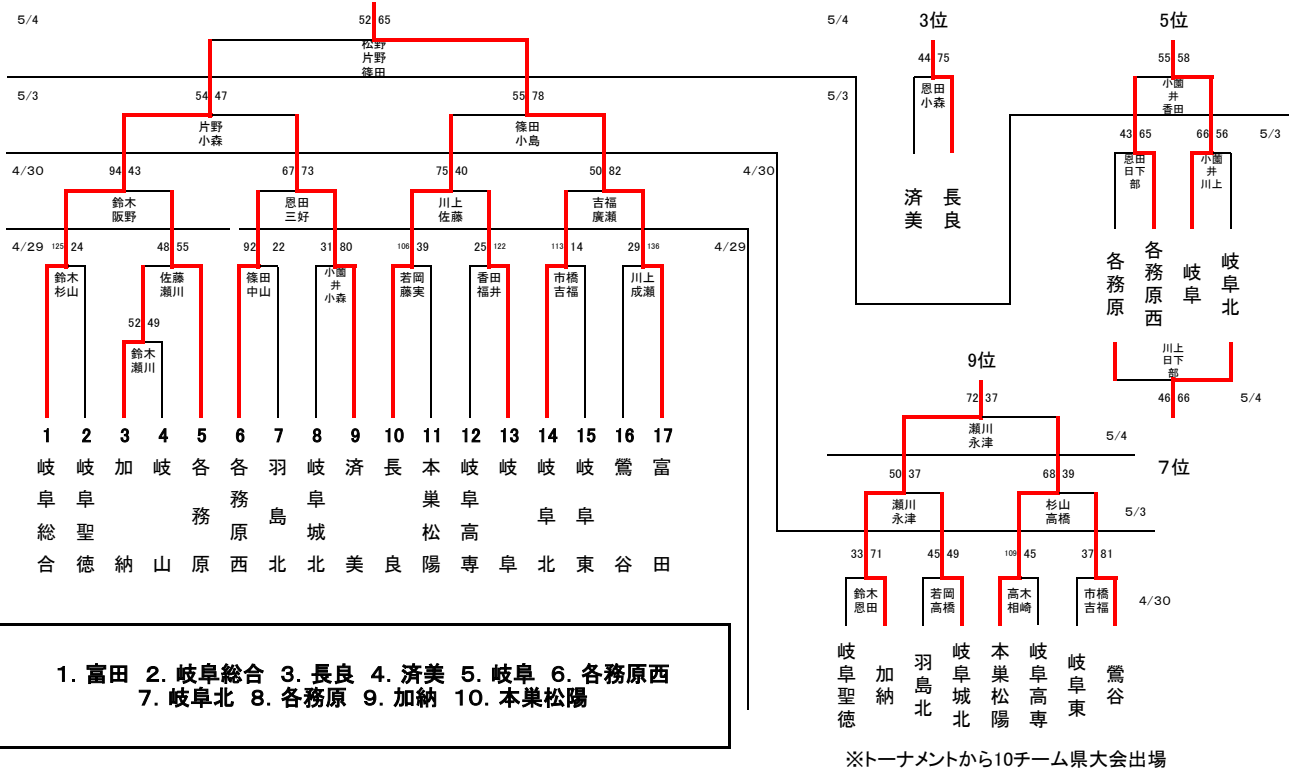 5/4
52 65
5/4
3位
5位
松野
片野
篠田
44 75
恩田
小森
55 58
小薗
井
香田
5/3
54 47
55 78
5/3
片野
小森
篠田
小島
43 65
66 56
5/3
恩田
日下
部
小薗
井
川上
4/30
94 43
67 73
75 40
50 82
4/30
鈴木
阪野
恩田
三好
川上
佐藤
吉福
廣瀬
済美
長良
各務原
各務原西
岐阜
岐阜北
4/29
125 24
48 55
92 22
31 80
106 39
25 122
113 14
29 136
4/29
鈴木
杉山
佐藤
瀬川
篠田
中山
小薗
井
小森
若岡
藤実
香田
福井
市橋
吉福
川上
成瀬
52 49
鈴木
瀬川
川上
日下
部
46 66
5/4
7位
9位
72 37
瀬川
永津
5/4
50 37
68 39
瀬川
永津
杉山
高橋
5/3
33 71
45 49
109 45
37 81
鈴木
恩田
若岡
高橋
高木
相崎
市橋
吉福
4/30
岐阜聖徳
加納
羽島北
岐阜城北
本巣松陽
岐阜高専
岐阜東
鶯谷
1 2 3 4 5 6 7 8 9 10 11 12 13 14 15 16 17
岐阜総合
岐阜聖徳
加納
岐山
各務原
各務原西
羽島北
岐阜城北
済美
長良
本巣松陽
岐阜高専
岐阜
岐阜北
岐阜東
鶯谷
富田
1. 富田 2. 岐阜総合 3. 長良 4. 済美 5. 岐阜 6. 各務原西
7. 岐阜北 8. 各務原 9. 加納 10. 本巣松陽
※トーナメントから10チーム県大会出場